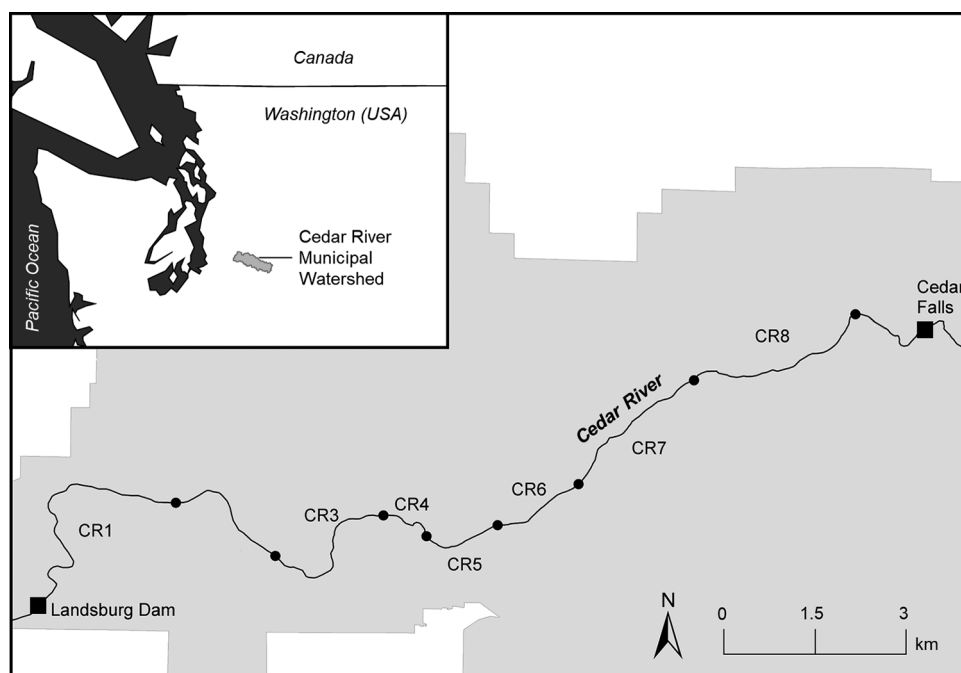 Canada
Washington (USA)
Pacific Ocean
Cedar River
Municipal
Watershed
Cedar
Falls
CR8
Cedar River
CR7
CR6
CR4
CR3
CR1
CR5
Landsburg Dam
N
0 1.5 3
km